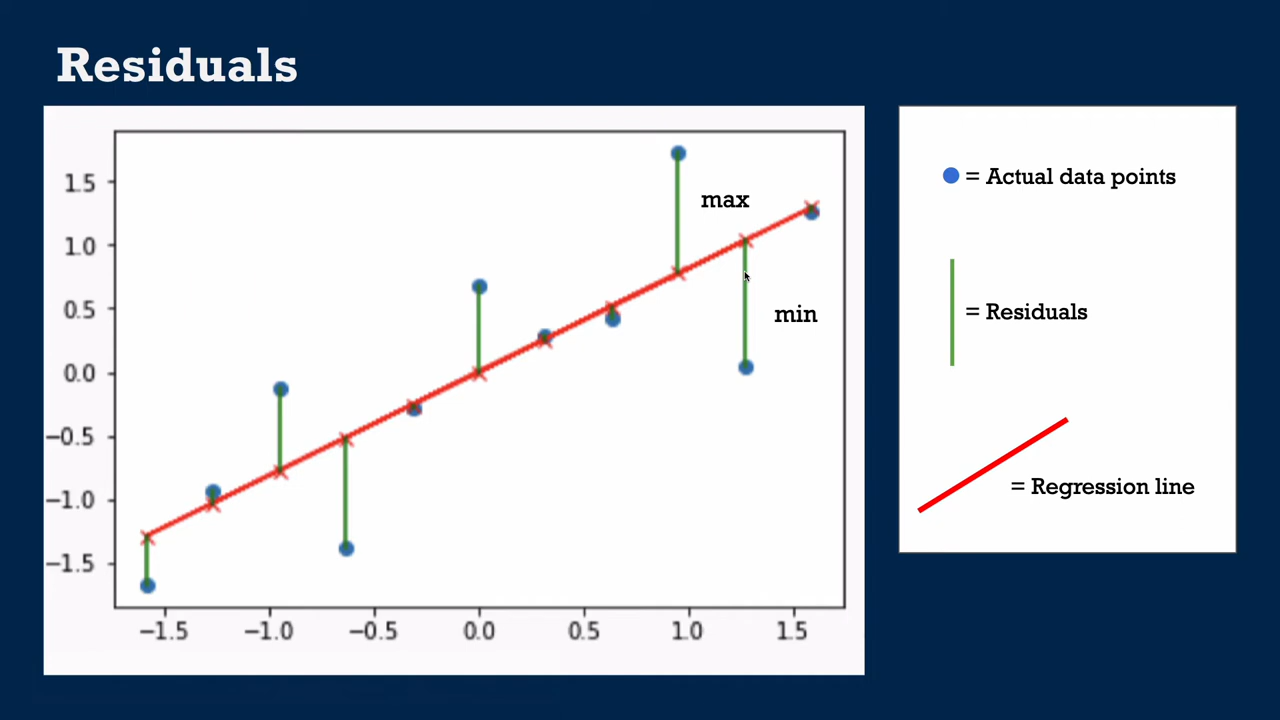 Residuals
1.5
1.0
0.5
0.0
−0.5
−1.0
−1.5
−1.5 −1.0 −0.5 0.0 0.5 1.0 1.5
max
min
= Actual data points
= Residuals
= Regression line